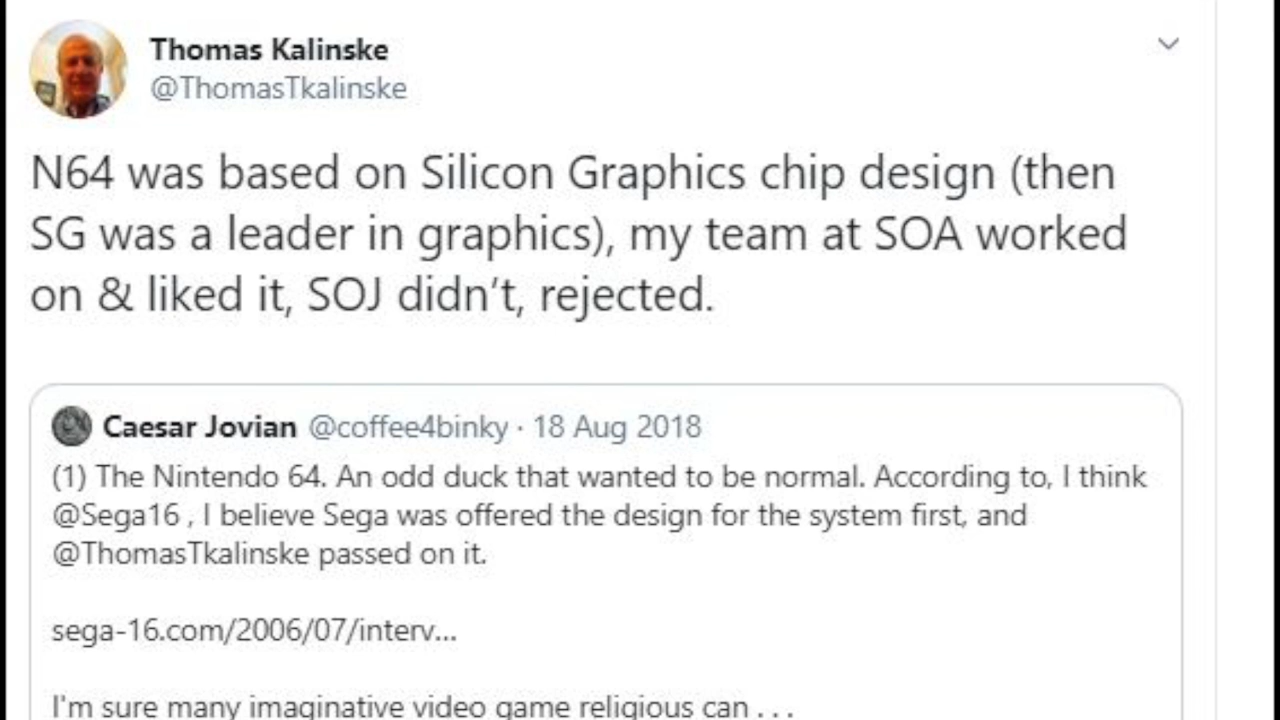 Thomas Kalinske
@ThomasTkalinske
N64 was based on Silicon Graphics chip design (then
SG was a leader in graphics), my team at SOA worked
on & liked it, SOJ didn't, rejected.
Caesar Jovian @coffee4binky · 18 Aug 2018
(1) The Nintendo 64. An odd duck that wanted to be normal. According to, I think
@Sega16 , I believe Sega was offered the design for the system first, and
@ThomasTkalinske passed on it.
sega-16.com/2006/07/interv...
I'm sure many imaginative video game religious can . . .